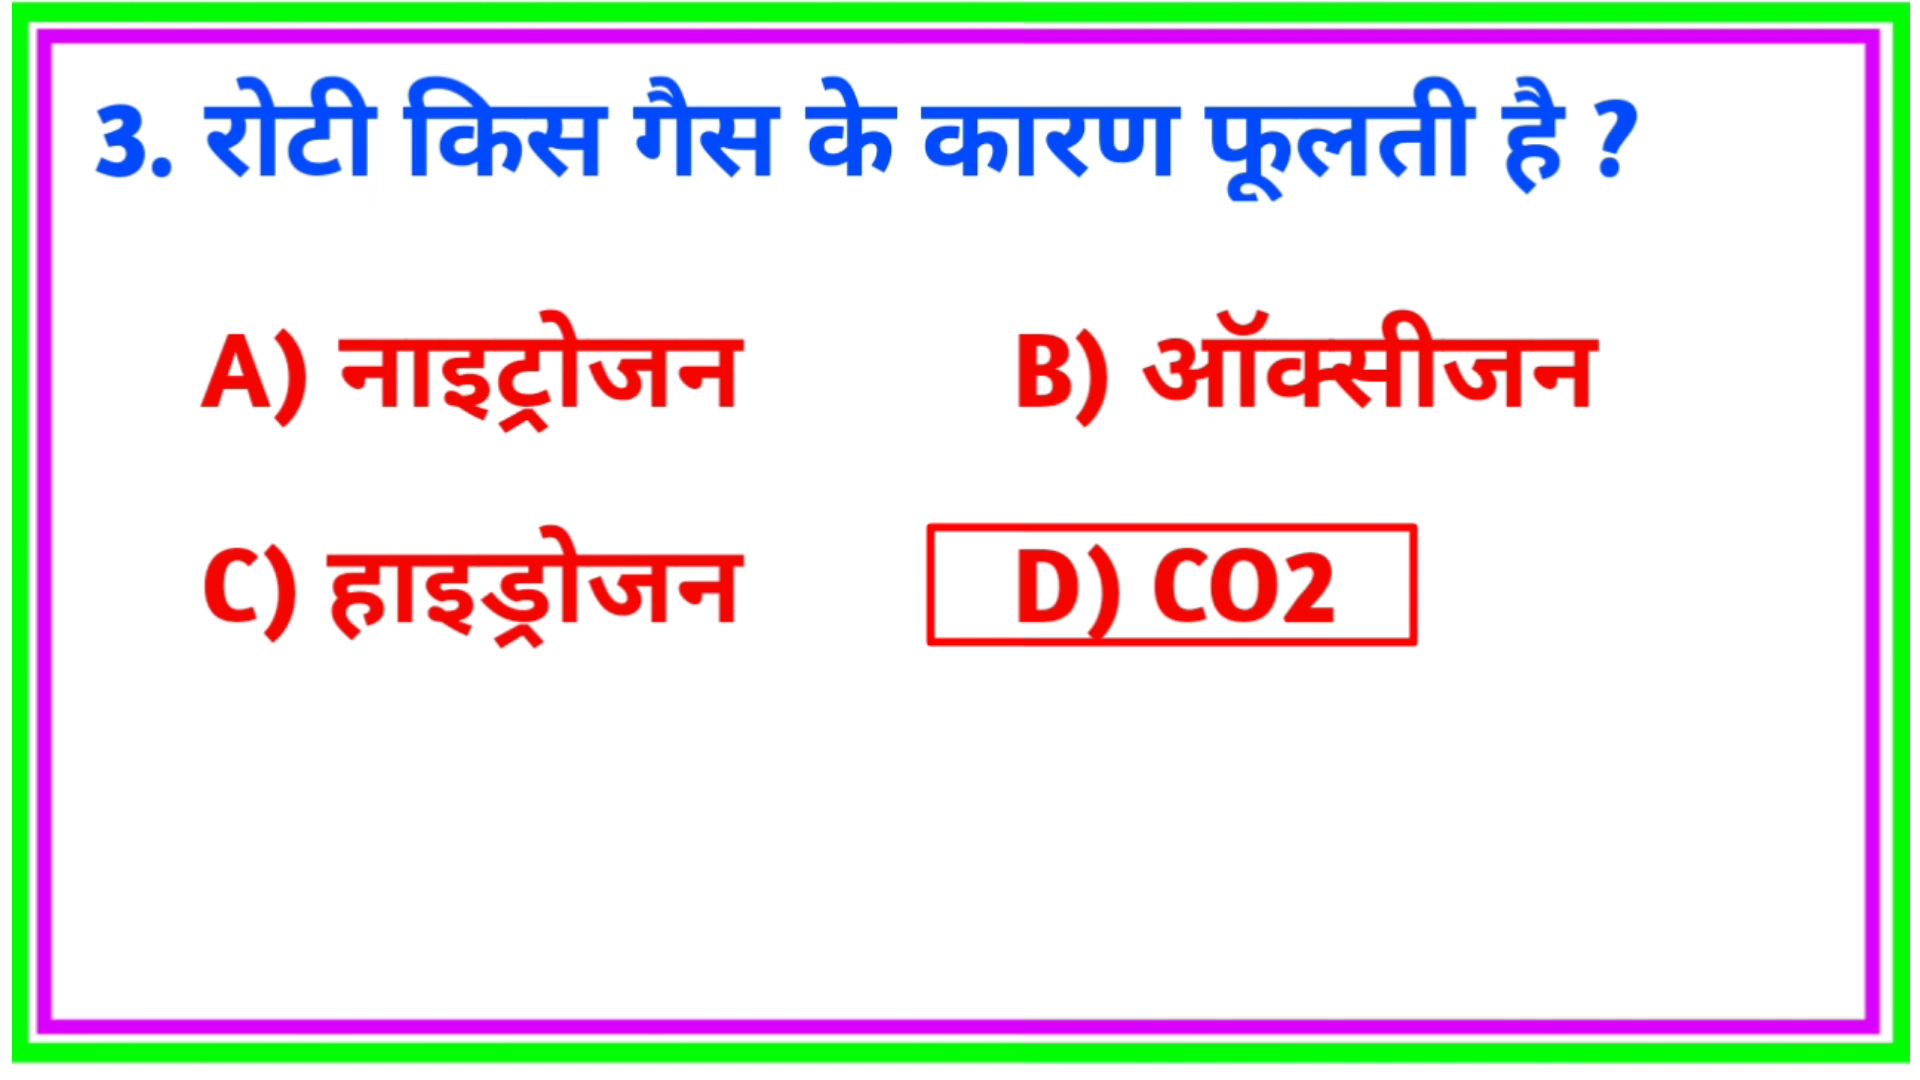 3. रोटी किस गैस के कारण फूलती है ?
A) नाइट्रोजन B) ऑक्सीजन
C) हाइड्रोजन D) CO2